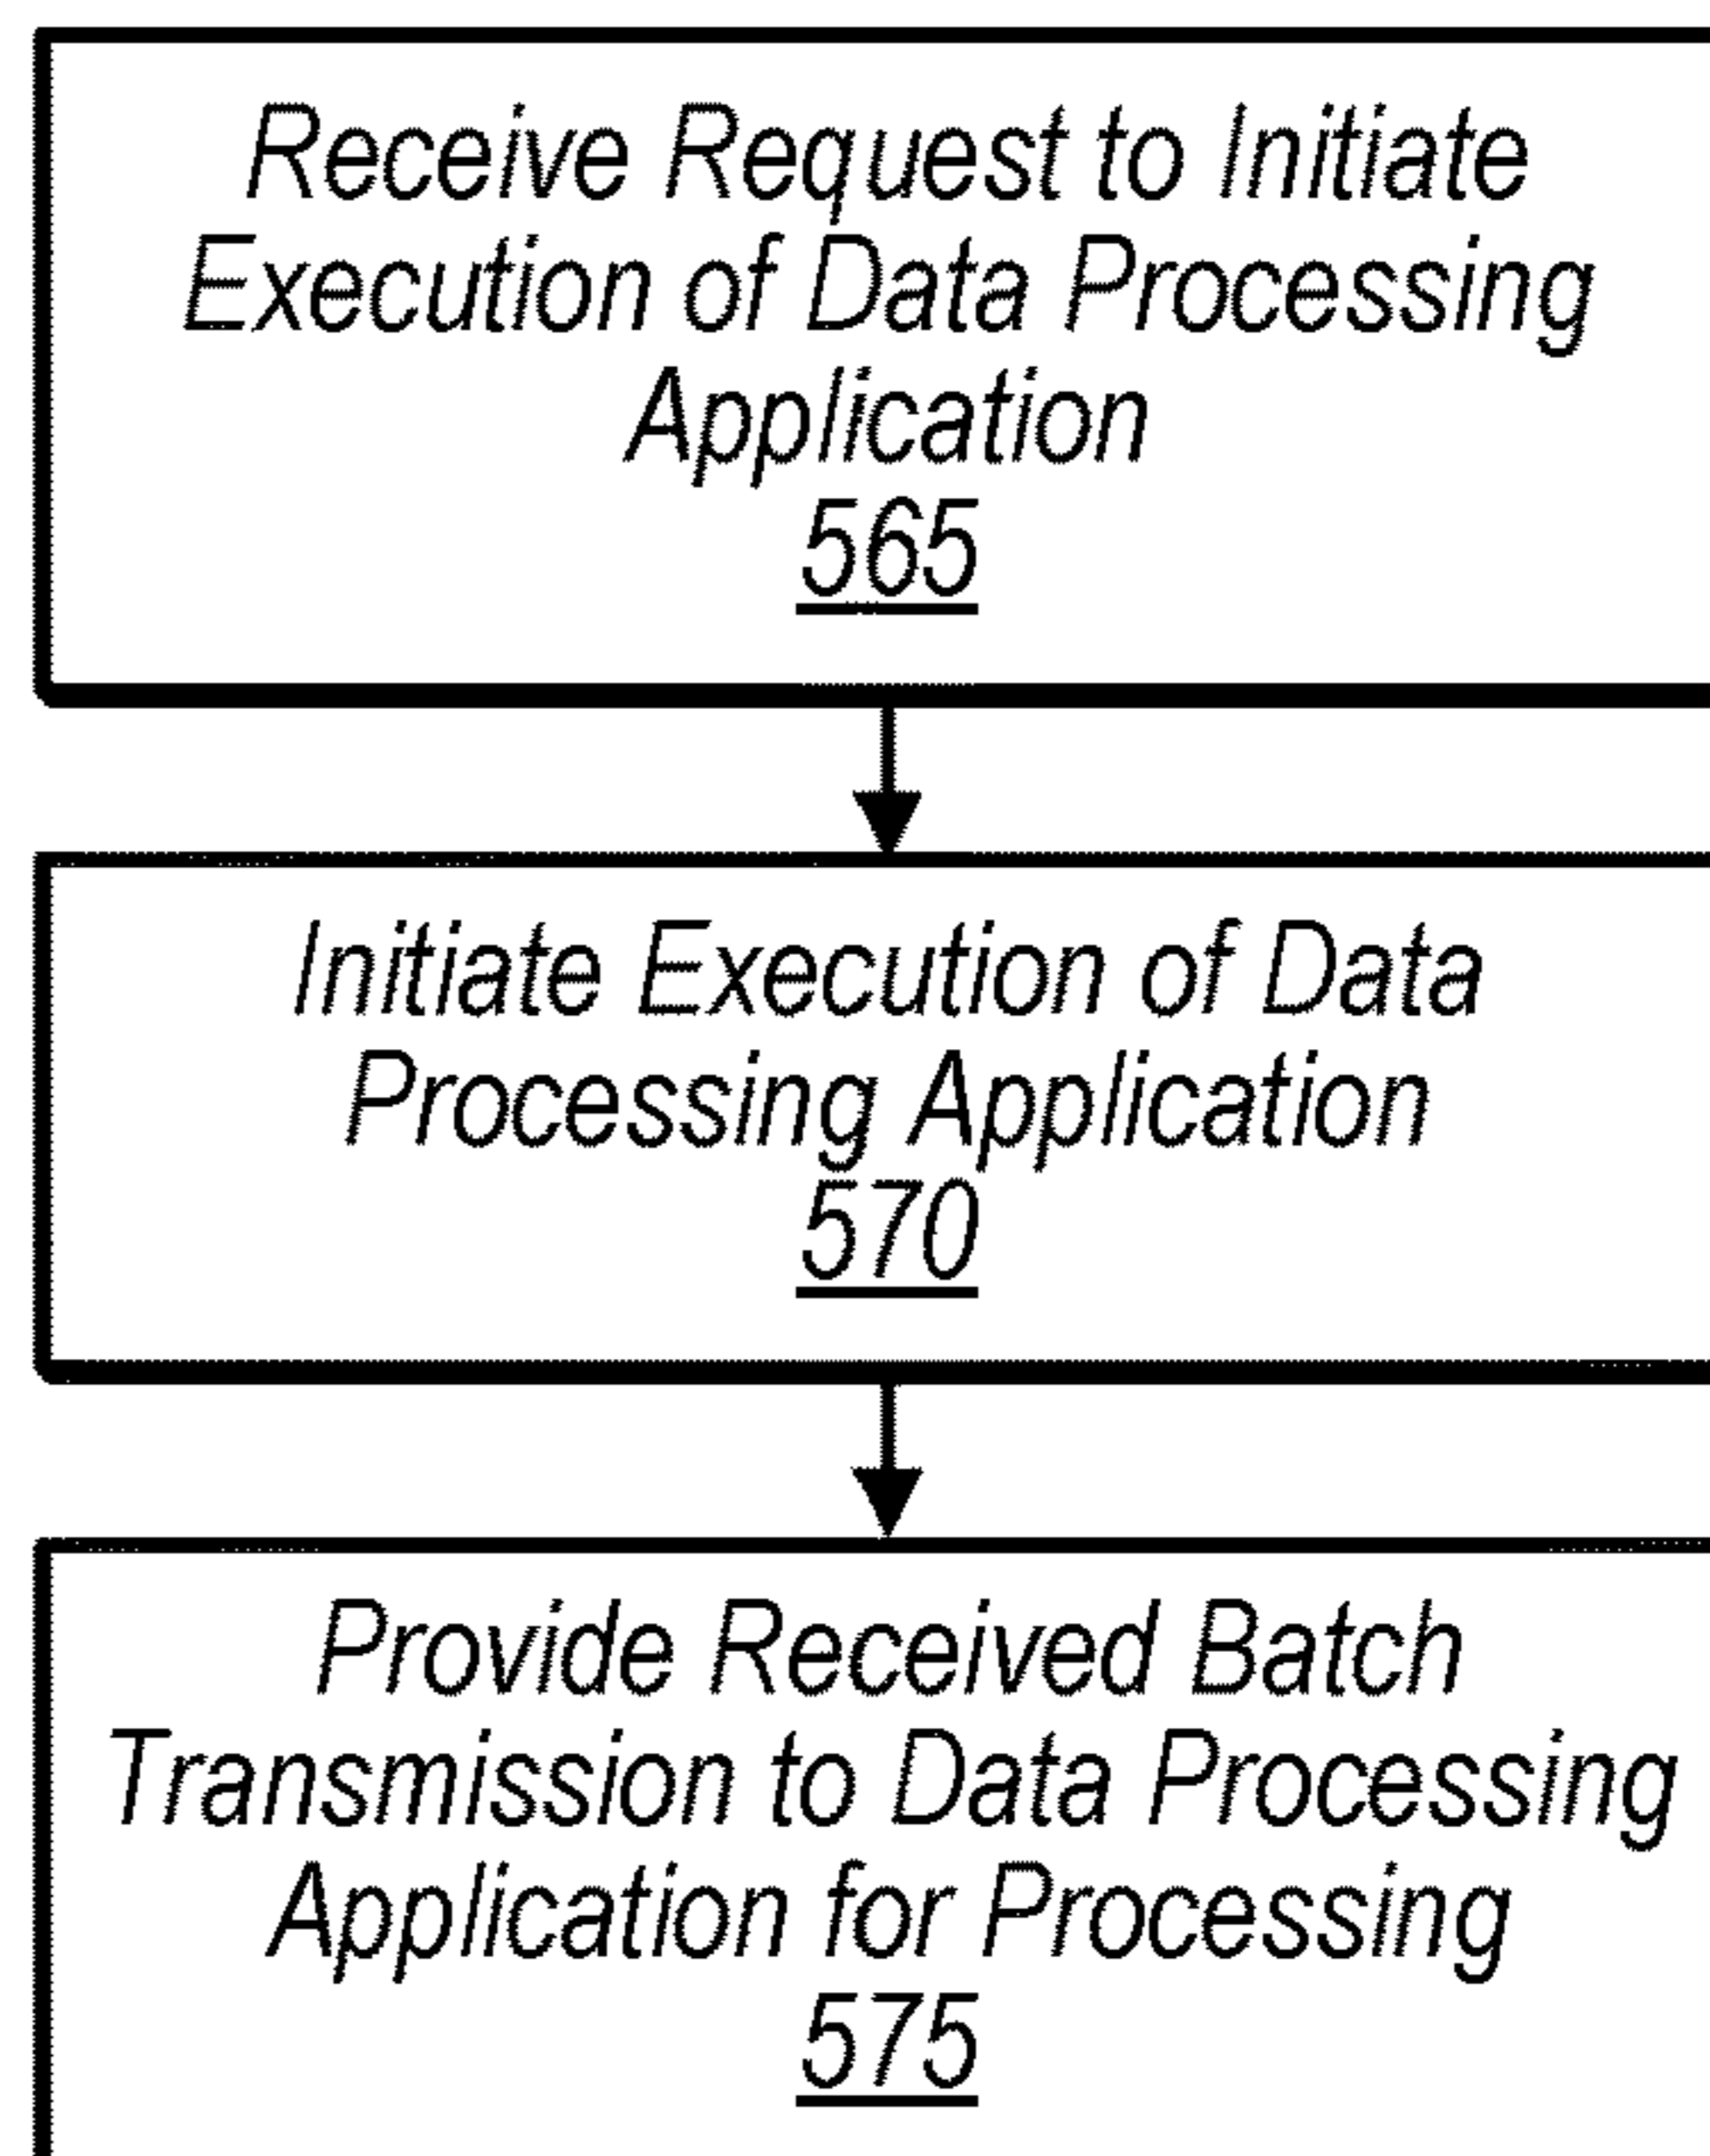 Receive Request to Initiate
Execution of Data Processing
Application
565
Initiate Execution of Data
Processing Application
570
Provide Received Batch
Transmission to Data Processing
Application for Processing
575